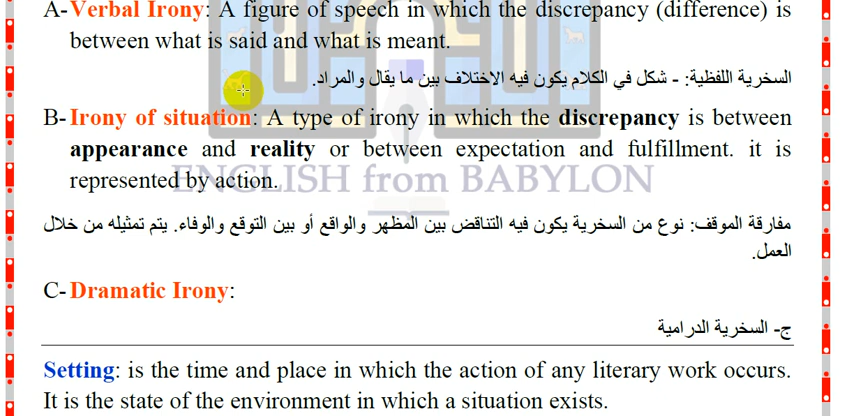 A- Verbal Irony: A figure of speech in which the discrepancy (difference) is
between what is said and what is meant.
السخرية اللفظية: - شكل في الكلام يكون فيه الاختلاف بين ما يقال والمراد.
B- Irony of situation: A type of irony in which the discrepancy is between
appearance and reality or between expectation and fulfillment. it is
represented by action.
ENGLISH from BABYLON
مفارقة الموقف: نوع من السخرية يكون فيه التناقض بين المظهر والواقع أو بين التوقع والوفاء. يتم تمثيله من خلال
العمل.
C- Dramatic Irony:
ج- السخرية الدرامية
Setting: is the time and place in which the action of any literary work occurs.
It is the state of the environment in which a situation exists.